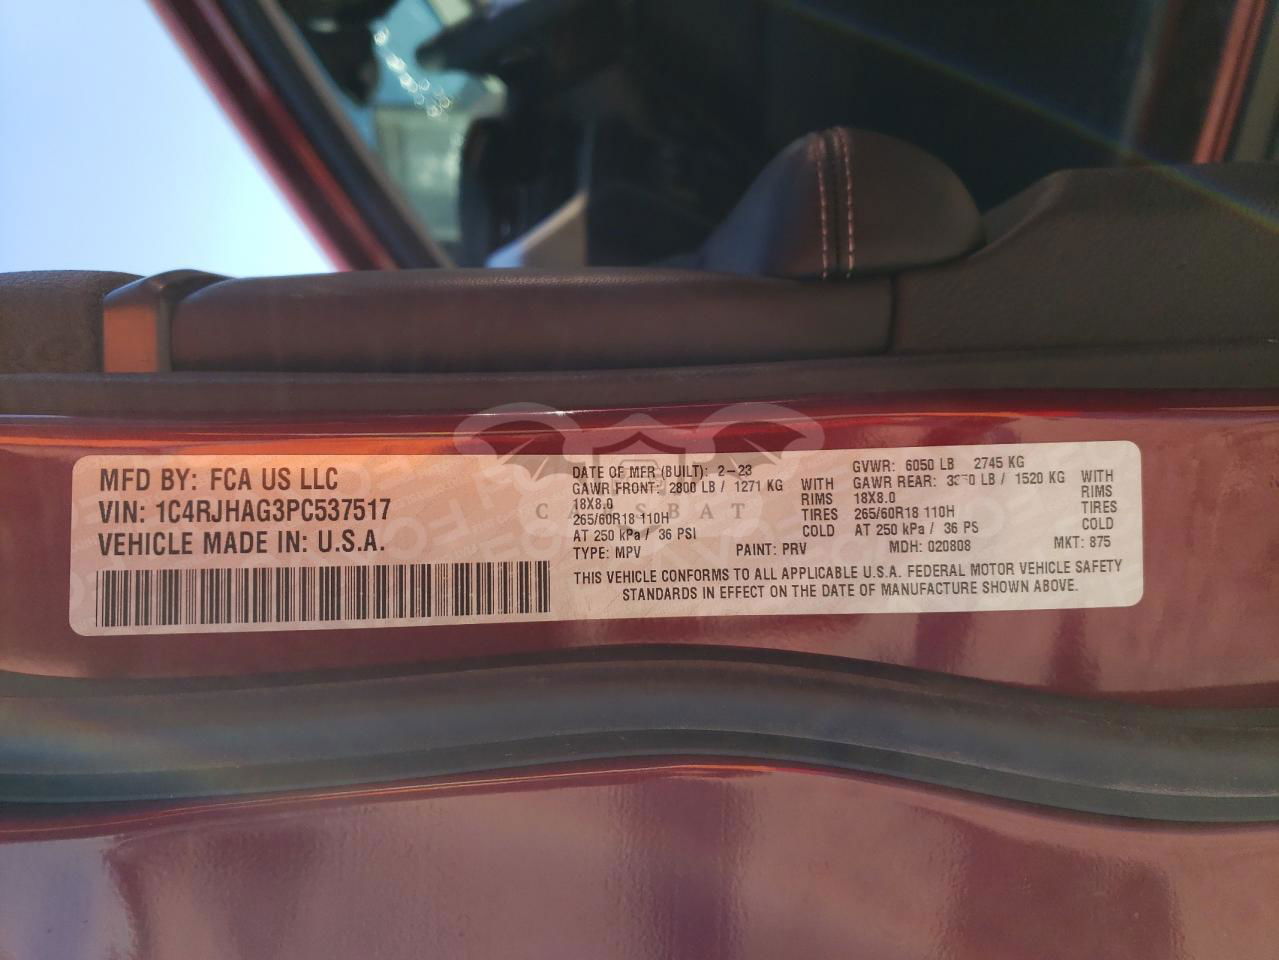 MFD BY: FCA US LLC
VIN: 1C4RJHAG3PC537517
VEHICLE MADE IN: U.S.A.
DATE OF MFR (BUILT): 2-23
GAWR FRONT: 2800 LB / 1271 KG WITH
18X8.0 RIMS
265/60R18 110H TIRES
AT 250 kPa / 36 PSI COLD
TYPE: MPV PAINT: PRV
GVWR: 6050 LB 2745 KG
GAWR REAR: LB / 1520 KG WITH
18X8.0 RIMS
265/60R18 110H TIRES
AT 250 kPa / 36 PS COLD
MDH: 020808 MKT: 875
THIS VEHICLE CONFORMS TO ALL APPLICABLE U.S.A. FEDERAL MOTOR VEHICLE SAFETY
STANDARDS IN EFFECT ON THE DATE OF MANUFACTURE SHOWN ABOVE.